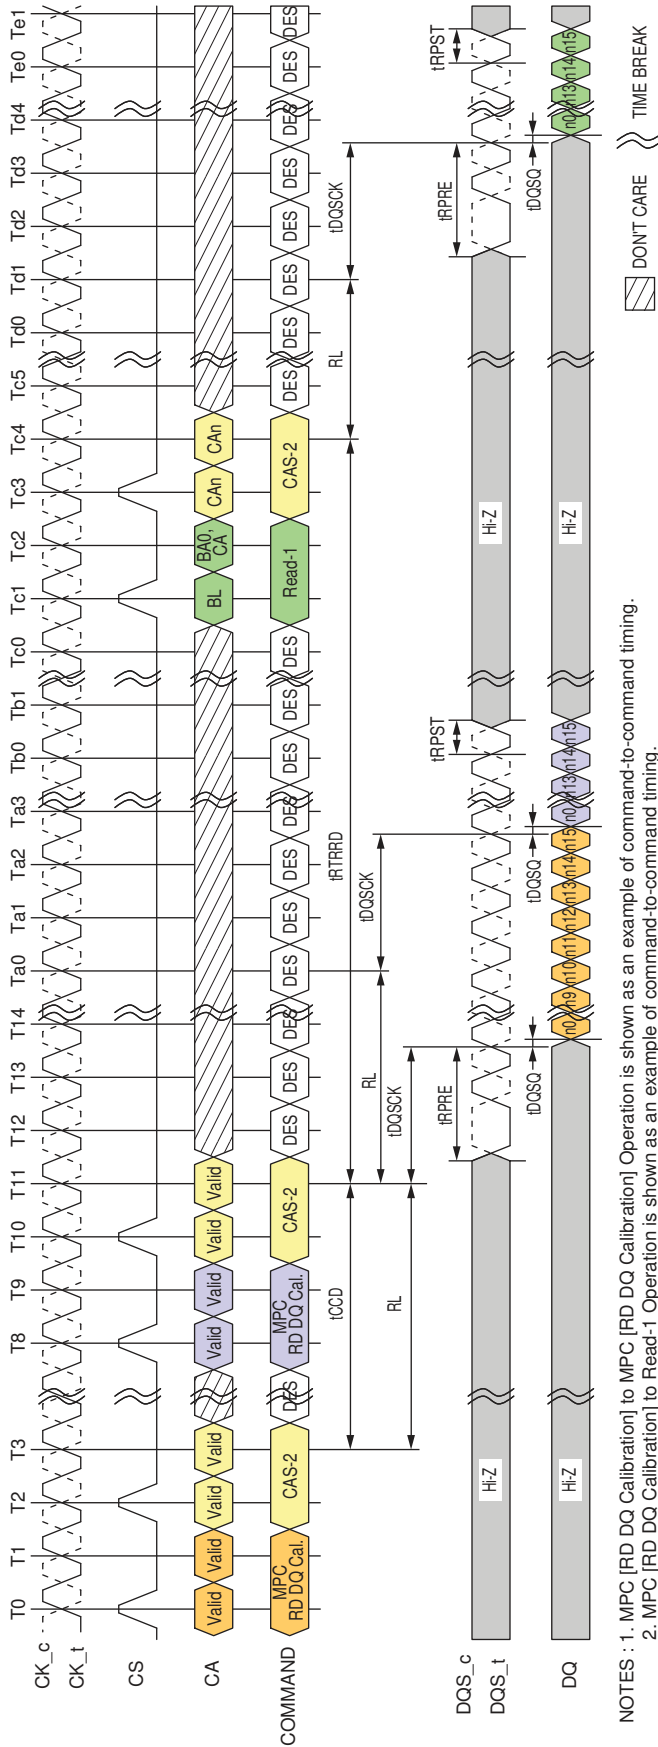 T0 T1 T2 T3 T8 T9 T10 T11 T12 T13 T14 Ta0 Ta1 Ta2 Ta3 Tb0 Tb1 Tc0 Tc1 Tc2 Tc3 Tc4 Tc5 Td0 Td1 Td2 Td3 Td4 Te0 Te1
CK_c
CK_t
CS
CA Valid Valid Valid Valid Valid Valid Valid Valid BL BA0, CA CAn CAn
COMMAND MPC RD DQ Cal. CAS-2 DES MPC RD DQ Cal. CAS-2 DES DES DES DES DES DES DES DES DES DES Read-1 CAS-2 DES DES DES DES DES DES DES DES
tCCD tRTRRD RL tDQSCK
RL tDQSCK
RL tDQSCK
tRPRE tRPST tRPRE tRPST
DQS_c
DQS_t
Hi-Z Hi-Z
tDQSQ tDQSQ tDQSQ
DQ Hi-Z n0 n9 n10 n11 n12 n13 n14 n15 n0 n13 n14 n15 Hi-Z n0 n13 n14 n15
DON'T CARE TIME BREAK
NOTES : 1. MPC [RD DQ Calibration] to MPC [RD DQ Calibration] Operation is shown as an example of command-to-command timing.
2. MPC [RD DQ Calibration] to Read-1 Operation is shown as an example of command-to-command timing.